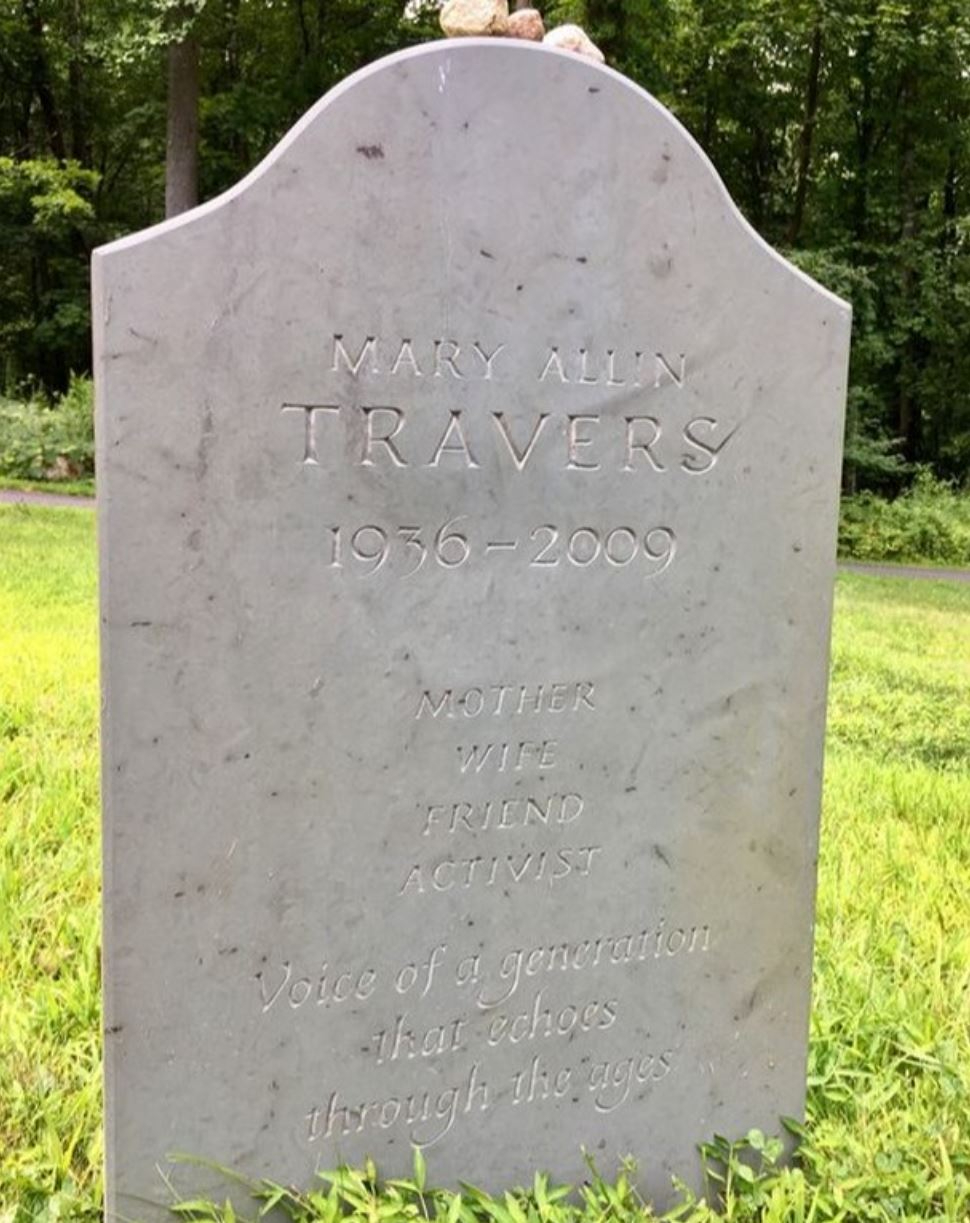 MARY ALLIN
TRAVERS
1936 – 2009
MOTHER
WIFE
FRIEND
ACTIVIST
Voice of a generation
that echoes
through the ages